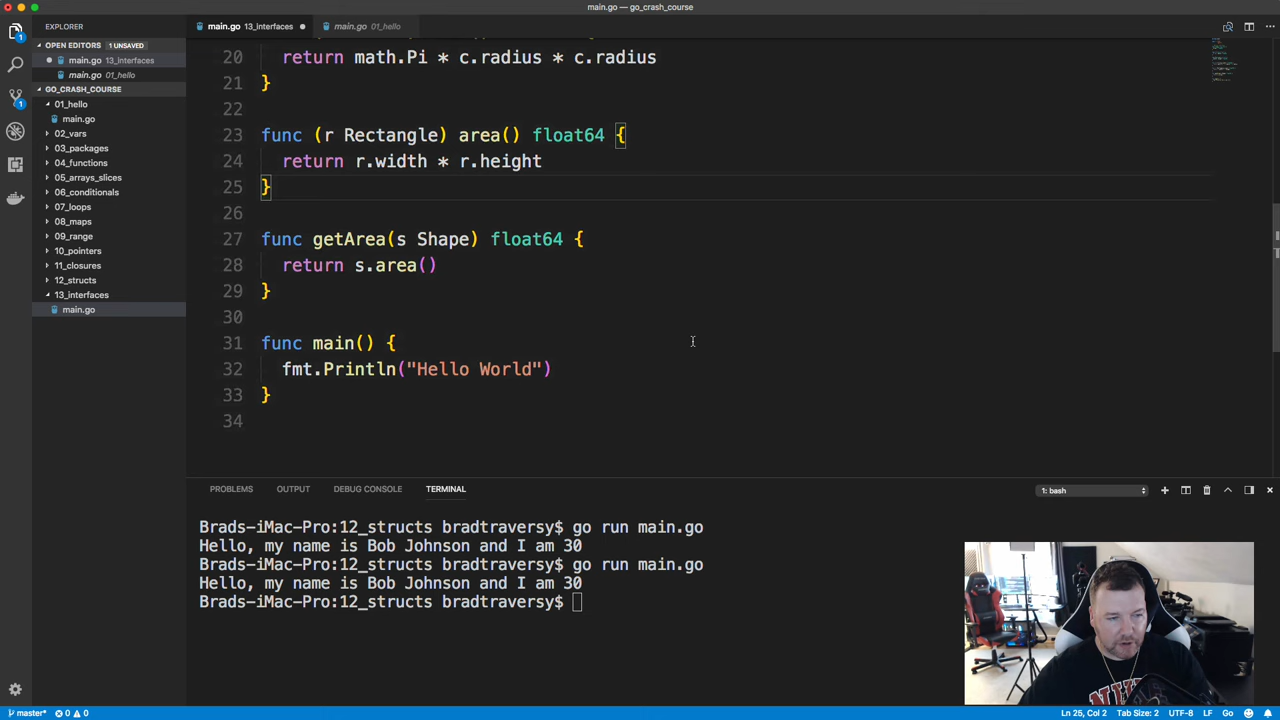 main.go — go_crash_course
EXPLORER
main.go 13_interfaces
main.go 01_hello
OPEN EDITORS 1 UNSAVED
main.go 13_interfaces
main.go 01_hello
GO_CRASH_COURSE
01_hello
main.go
02_vars
03_packages
04_functions
05_arrays_slices
06_conditionals
07_loops
08_maps
09_range
10_pointers
11_closures
12_structs
13_interfaces
main.go
20 return math.Pi * c.radius * c.radius
21 }
22
23 func (r Rectangle) area() float64 {
24 return r.width * r.height
25 }
26
27 func getArea(s Shape) float64 {
28 return s.area()
29 }
30
31 func main() {
32 fmt.Println("Hello World")
33 }
34
PROBLEMS OUTPUT DEBUG CONSOLE TERMINAL
1: bash
Brads-iMac-Pro:12_structs bradtraversy$ go run main.go
Hello, my name is Bob Johnson and I am 30
Brads-iMac-Pro:12_structs bradtraversy$ go run main.go
Hello, my name is Bob Johnson and I am 30
Brads-iMac-Pro:12_structs bradtraversy$
master* 0 0 Ln 25, Col 2 Tab Size: 2 UTF-8 LF Go